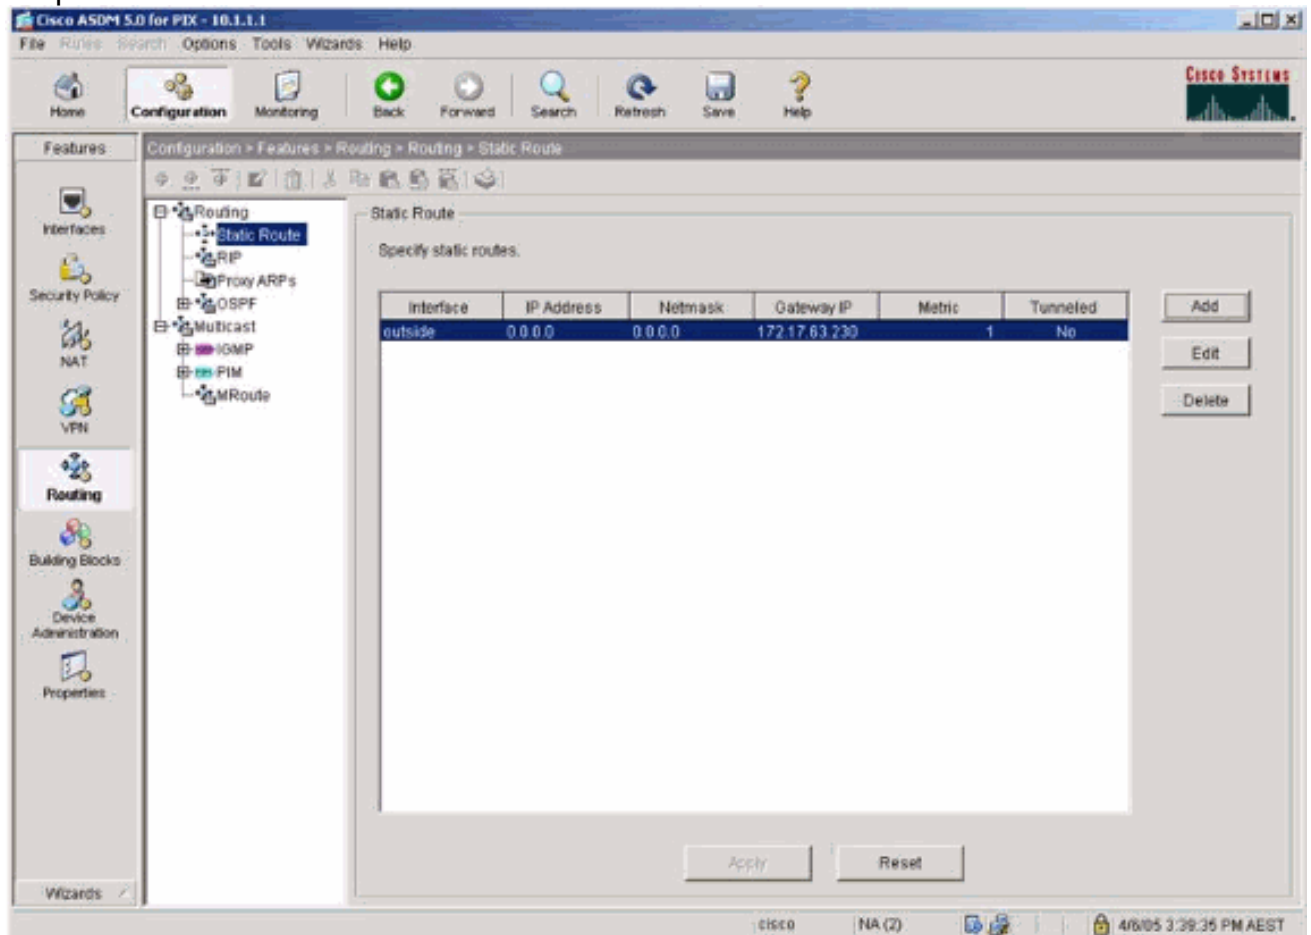 Cisco ASDM 5.0 for PIX - 10.1.1.1
File Rules Search Options Tools Wizards Help
Home Configuration Monitoring Back Forward Search Refresh Save Help
CISCO SYSTEMS
Features
Configuration > Features > Routing > Routing > Static Route
Interfaces
Security Policy
NAT
VPN
Routing
Building Blocks
Device Administration
Properties
Wizards
Routing
Static Route
RIP
Proxy ARPs
OSPF
Multicast
IGMP
PIM
MRoute
Static Route
Specify static routes.
Interface IP Address Netmask Gateway IP Metric Tunneled
outside 0.0.0.0 0.0.0.0 172.17.63.230 1 No
Add
Edit
Delete
Apply Reset
cisco NA (2) 4/6/05 3:39:35 PM AEST